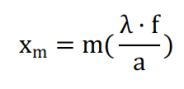 xₘ = m(λ · f / a)